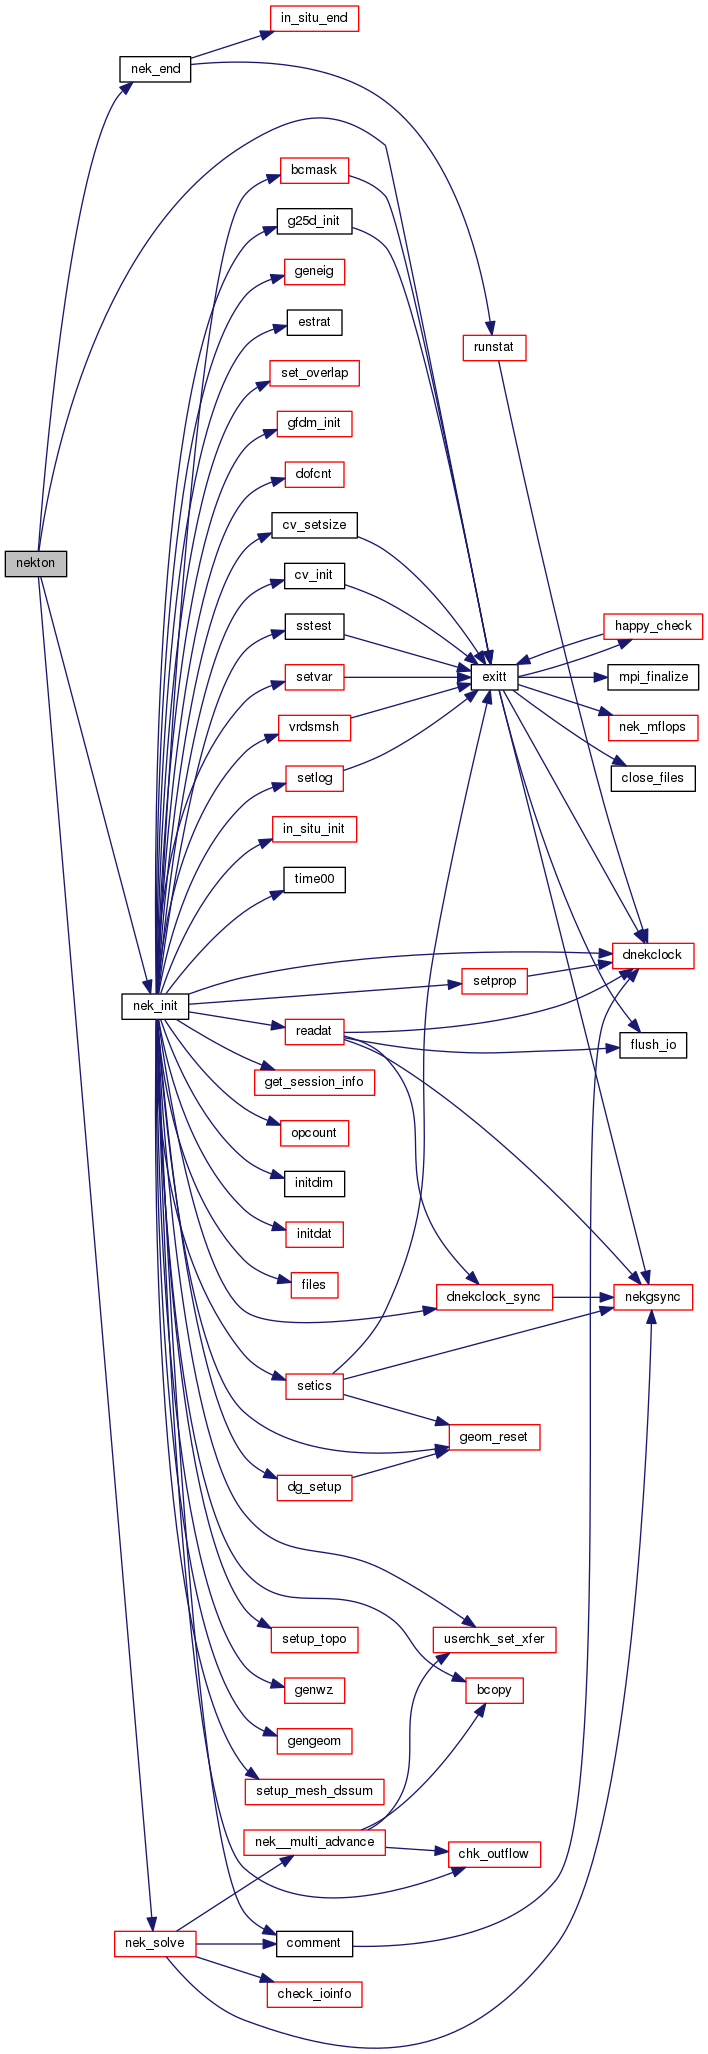 in_situ_end
nek_end
bcmask
g25d_init
geneig
estrat
runstat
set_overlap
gfdm_init
dofcnt
cv_setsize
nekton
cv_init
sstest
happy_check
setvar
exitt
mpi_finalize
vrdsmsh
nek_mflops
setlog
close_files
in_situ_init
time00
dnekclock
setprop
nek_init
readat
flush_io
get_session_info
opcount
initdim
initdat
files
dnekclock_sync
nekgsync
setics
geom_reset
dg_setup
setup_topo
userchk_set_xfer
genwz
bcopy
gengeom
setup_mesh_dssum
nek__multi_advance
chk_outflow
nek_solve
comment
check_ioinfo